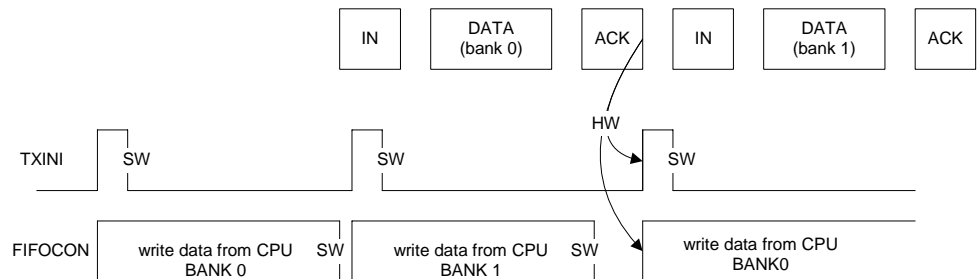 IN DATA ACK IN DATA ACK
(bank 0) (bank 1)
HW
TXINI SW SW SW
FIFOCON write data from CPU SW write data from CPU SW write data from CPU
BANK 0 BANK 1 BANK0